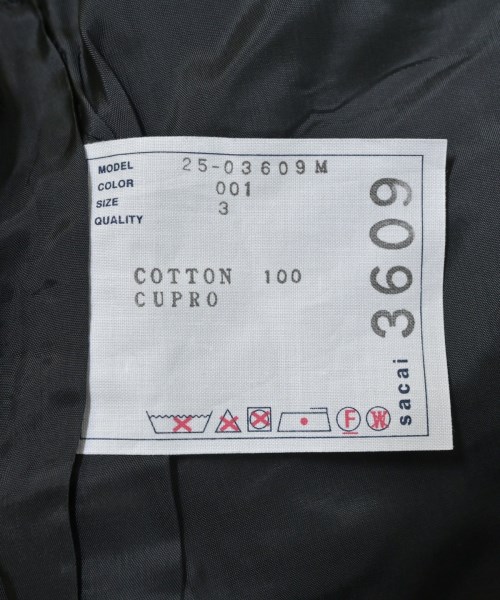 MODEL 25-03609M
COLOR 001
SIZE 3
QUALITY
COTTON 100
CUPRO
F W
sacai 3609